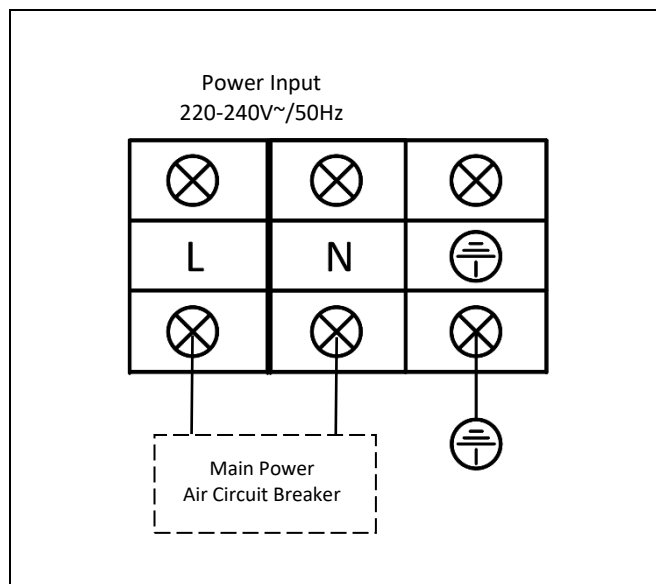 Power Input
220-240V~/50Hz
L N
Main Power
Air Circuit Breaker